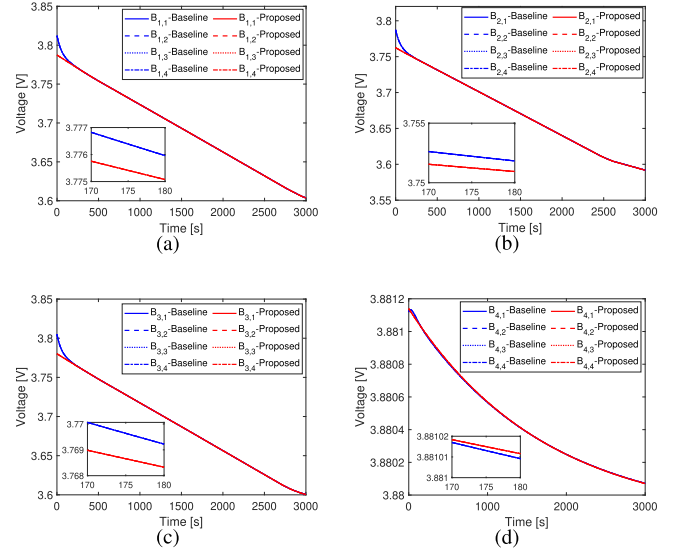 3.85
3.8
3.75
3.7
3.65
3.6
Voltage [V]
B1,1-Baseline B1,1-Proposed
B1,2-Baseline B1,2-Proposed
B1,3-Baseline B1,3-Proposed
B1,4-Baseline B1,4-Proposed
3.777
3.776
3.775
170 175 180
0 500 1000 1500 2000 2500 3000
Time [s]
(a)
3.8
3.75
3.7
3.65
3.6
3.55
Voltage [V]
B2,1-Baseline B2,1-Proposed
B2,2-Baseline B2,2-Proposed
B2,3-Baseline B2,3-Proposed
B2,4-Baseline B2,4-Proposed
3.755
3.75
170 175 180
0 500 1000 1500 2000 2500 3000
Time [s]
(b)
3.85
3.8
3.75
3.7
3.65
3.6
Voltage [V]
B3,1-Baseline B3,1-Proposed
B3,2-Baseline B3,2-Proposed
B3,3-Baseline B3,3-Proposed
B3,4-Baseline B3,4-Proposed
3.77
3.769
3.768
170 175 180
0 500 1000 1500 2000 2500 3000
Time [s]
(c)
3.8812
3.881
3.8808
3.8806
3.8804
3.8802
3.88
Voltage [V]
B4,1-Baseline B4,1-Proposed
B4,2-Baseline B4,2-Proposed
B4,3-Baseline B4,3-Proposed
B4,4-Baseline B4,4-Proposed
3.88102
3.88101
3.881
170 175 180
0 1000 2000 3000
Time [s]
(d)